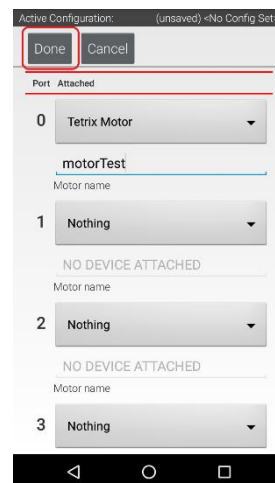 Active Configuration: (unsaved) <No Config Set>
Done Cancel
Port Attached
0 Tetrix Motor
motorTest
Motor name
1 Nothing
NO DEVICE ATTACHED
Motor name
2 Nothing
NO DEVICE ATTACHED
Motor name
3 Nothing